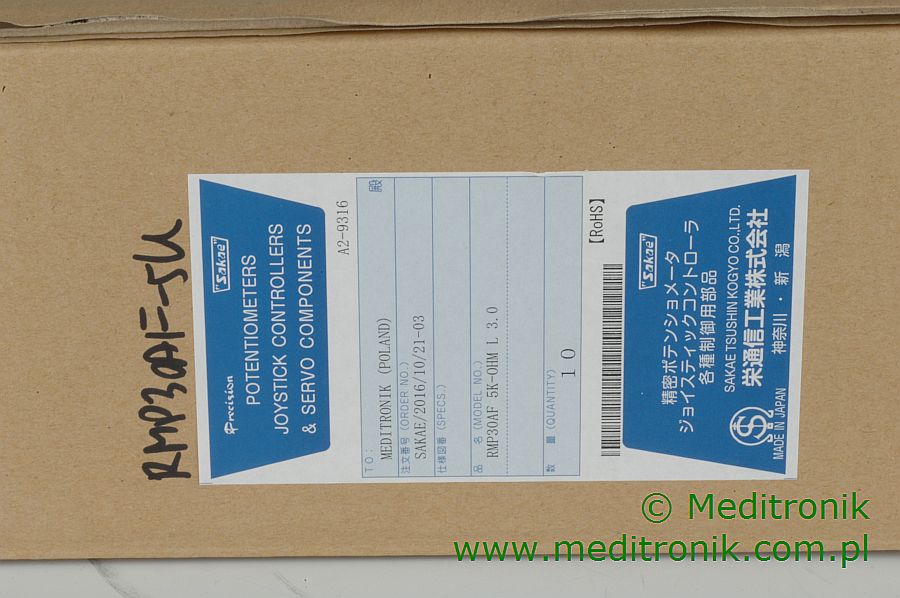 RMP30AF-5K
"Sakae"
Precision
POTENTIOMETERS
JOYSTICK CONTROLLERS
& SERVO COMPONENTS
A2-9316
殿
TO:
MEDITRONIK (POLAND)
注文番号 (ORDER NO.)
SAKAE/2016/10/21-03
仕様図番 (SPECS.)
品 名 (MODEL NO.)
RMP30AF 5K-OHM L 3.0
数 量 (QUANTITY)
10
【RoHS】
"Sakae"
精密ポテンショメータ
ジョイスティックコントローラ
各種制御用部品
SAKAE TSUSHIN KOGYO CO.,LTD.
栄通信工業株式会社
神奈川・新潟
MADE IN JAPAN
© Meditronik
www.meditronik.com.pl